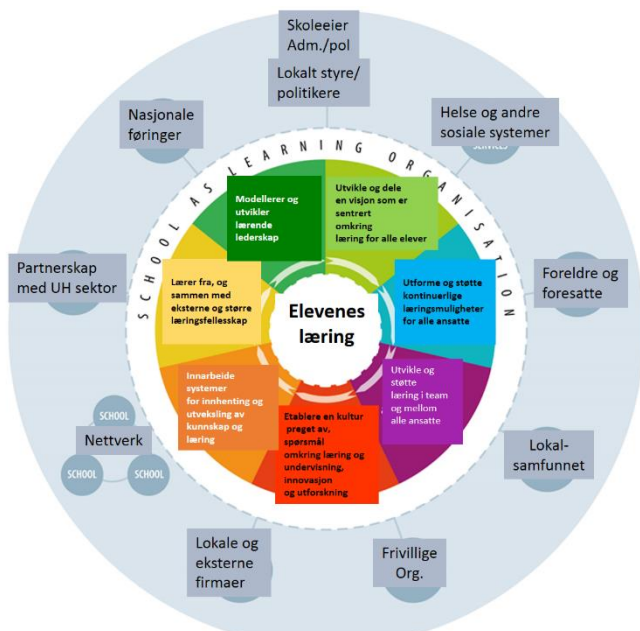 Skoleeier
Adm./pol
Lokalt styre/
politikere
Nasjonale
føringer
Helse og andre
sosiale systemer
SERVICES
SCHOOL AS LEARNING ORGANISATION
Modellerer og
utvikler
lærende
lederskap
Utvikle og dele
en visjon som er
sentrert
omkring
læring for alle elever
Partnerskap
med UH sektor
Lærer fra, og
sammen med
eksterne og større
læringsfellesskap
Elevenes
læring
Utforme og støtte
kontinuerlige
læringsmuligheter
for alle ansatte
Foreldre og
foresatte
Innarbeide
systemer
for innhenting og
utveksling av
kunnskap og
læring
Utvikle og
støtte
læring i team
og mellom
alle ansatte
Etablere en kultur
preget av,
spørsmål
omkring læring og
undervisning,
innovasjon
og utforskning
SCHOOL
Nettverk
SCHOOL
SCHOOL
Lokal-
samfunnet
Lokale og
eksterne
firmaer
Frivillige
Org.